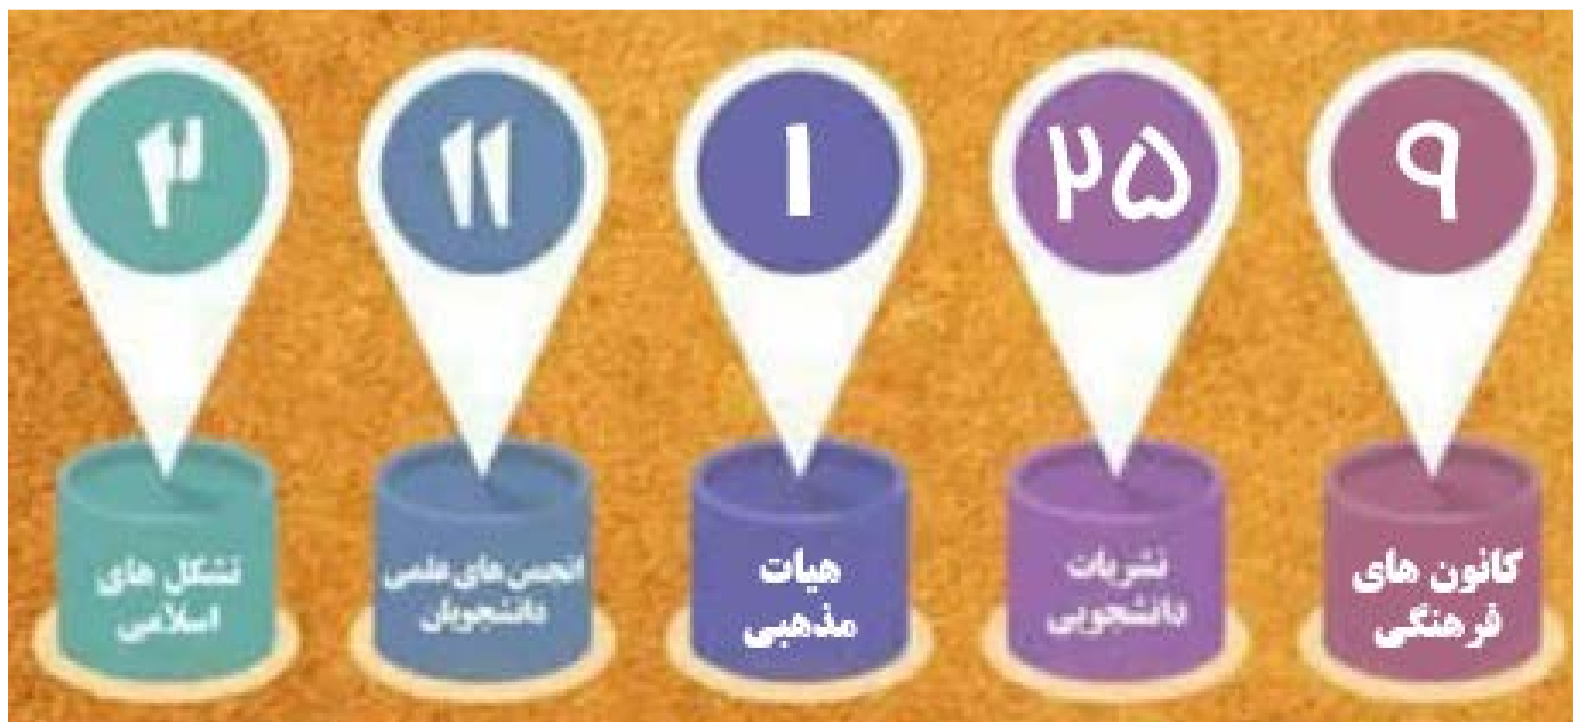 ۹
کانون های
فرهنگی
۲۵
نشریات
دانشجویی
۱
هیات
مذهبی
۱۱
انجمن های علمی
دانشجویان
تشکل های
اسلامی